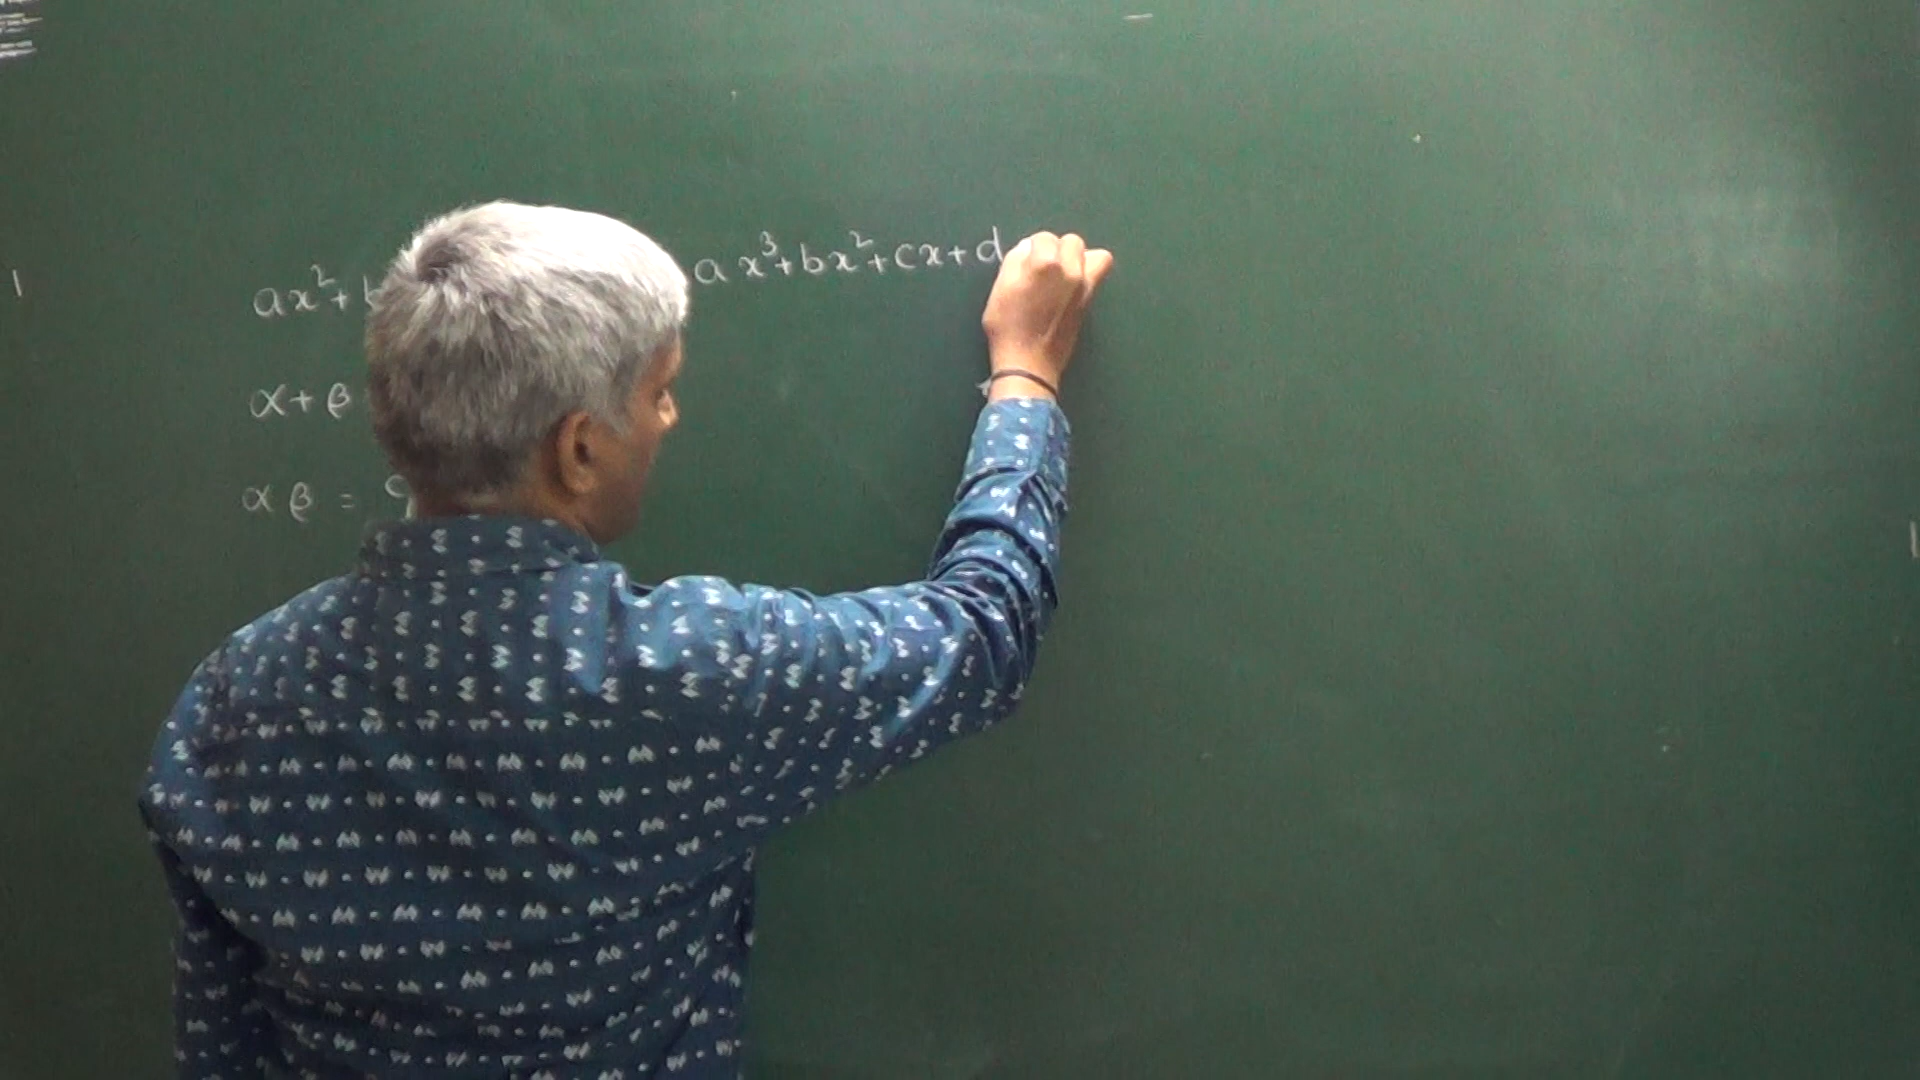 ax²+ b
α + β
αβ = c
ax³+bx²+cx+d